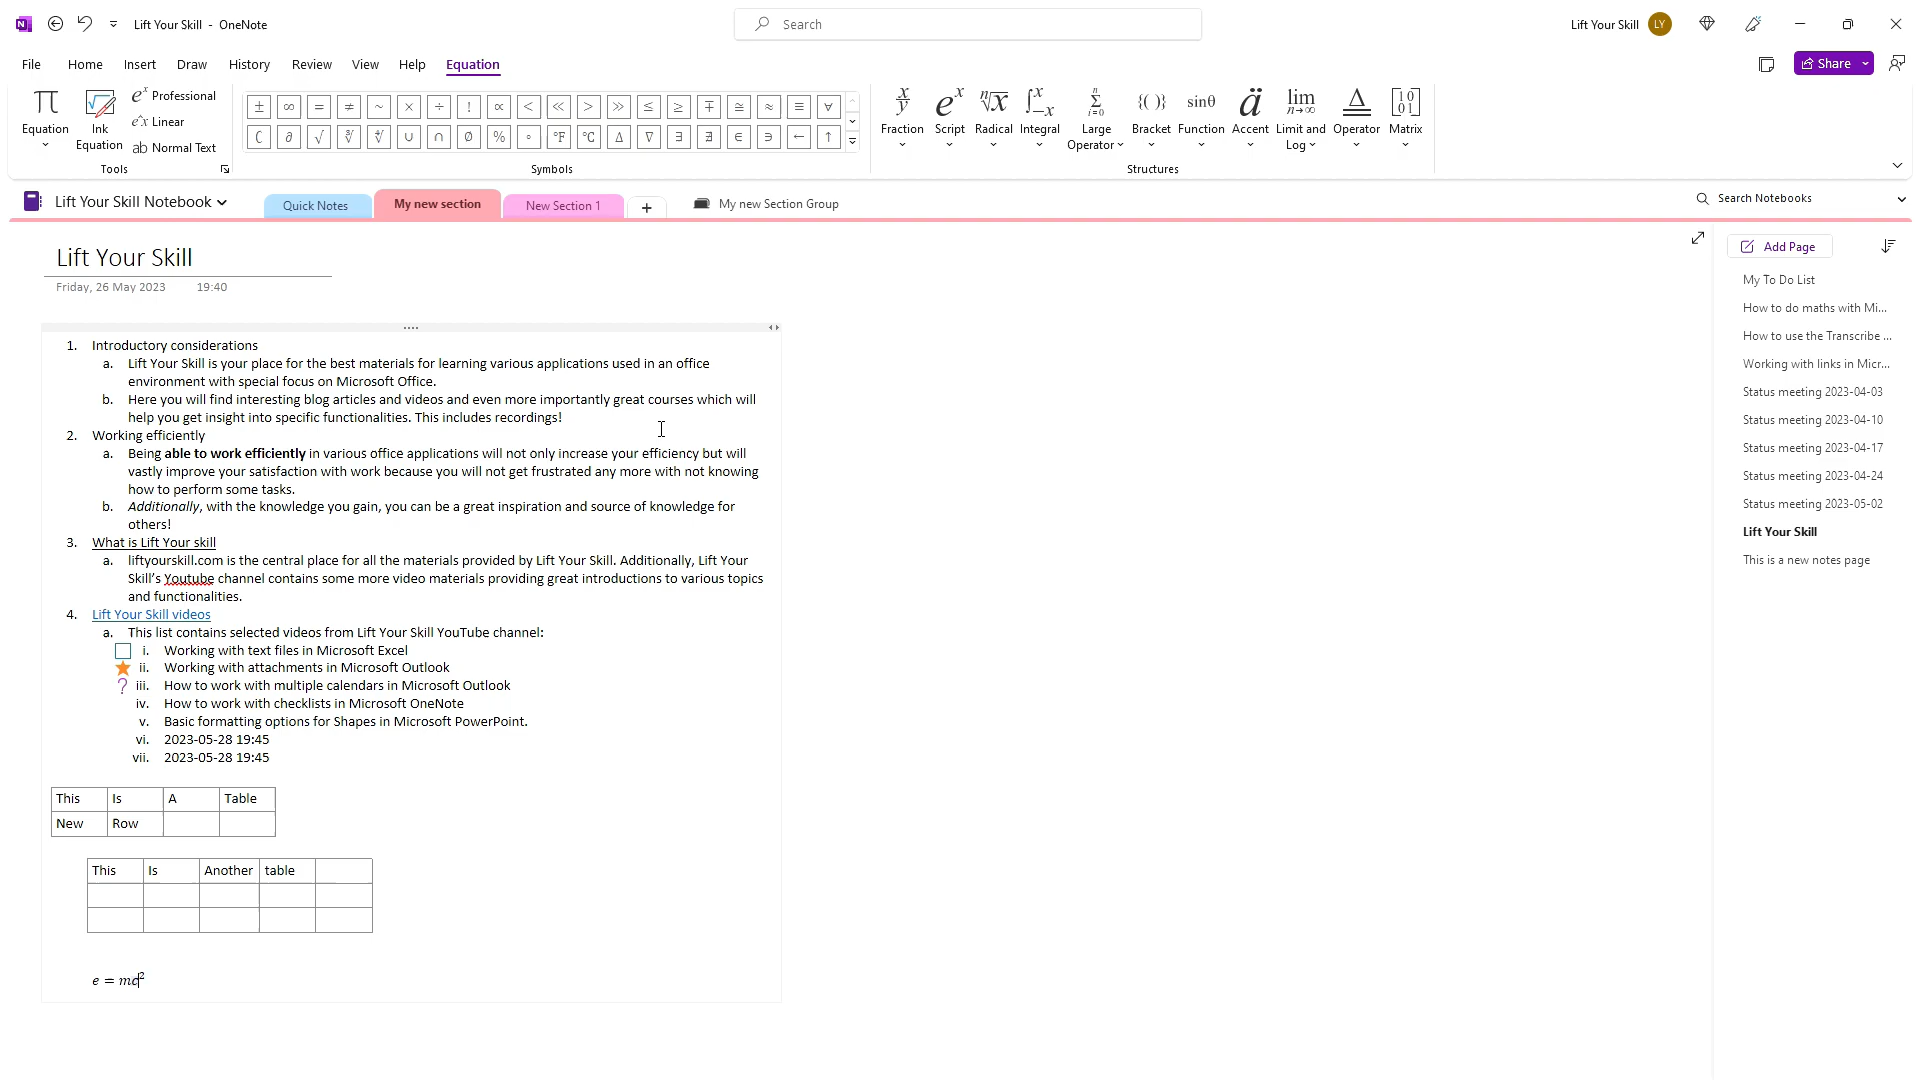 Lift Your Skill - OneNote
Search
Lift Your Skill LY
File Home Insert Draw History Review View Help Equation
Share
Equation
Ink Equation
Professional
Linear
ab Normal Text
Tools
± ∞ = ≠ ~ × ÷ ! ∝ < ≪ > ≫ ≤ ≥ ∓ ≅ ≈ ≡ ∀
∁ ∂ √ ∛ ∜ ∪ ∩ ∅ % ° °F °C ∆ ∇ ∃ ∄ ∈ ∋ ← ↑
Symbols
Fraction Script Radical Integral Large Operator Bracket Function Accent Limit and Log Operator Matrix
Structures
Lift Your Skill Notebook
Quick Notes
My new section
New Section 1
+
My new Section Group
Search Notebooks
Lift Your Skill
Friday, 26 May 2023 19:40
1. Introductory considerations
a. Lift Your Skill is your place for the best materials for learning various applications used in an office
environment with special focus on Microsoft Office.
b. Here you will find interesting blog articles and videos and even more importantly great courses which will
help you get insight into specific functionalities. This includes recordings!
2. Working efficiently
a. Being able to work efficiently in various office applications will not only increase your efficiency but will
vastly improve your satisfaction with work because you will not get frustrated any more with not knowing
how to perform some tasks.
b. Additionally, with the knowledge you gain, you can be a great inspiration and source of knowledge for
others!
3. What is Lift Your skill
a. liftyourskill.com is the central place for all the materials provided by Lift Your Skill. Additionally, Lift Your
Skill’s Youtube channel contains some more video materials providing great introductions to various topics
and functionalities.
4. Lift Your Skill videos
a. This list contains selected videos from Lift Your Skill YouTube channel:
i. Working with text files in Microsoft Excel
ii. Working with attachments in Microsoft Outlook
iii. How to work with multiple calendars in Microsoft Outlook
iv. How to work with checklists in Microsoft OneNote
v. Basic formatting options for Shapes in Microsoft PowerPoint.
vi. 2023-05-28 19:45
vii. 2023-05-28 19:45
This Is A Table
New Row
This Is Another table
e = mc²
Add Page
My To Do List
How to do maths with Mi...
How to use the Transcribe ...
Working with links in Micr...
Status meeting 2023-04-03
Status meeting 2023-04-10
Status meeting 2023-04-17
Status meeting 2023-04-24
Status meeting 2023-05-02
Lift Your Skill
This is a new notes page